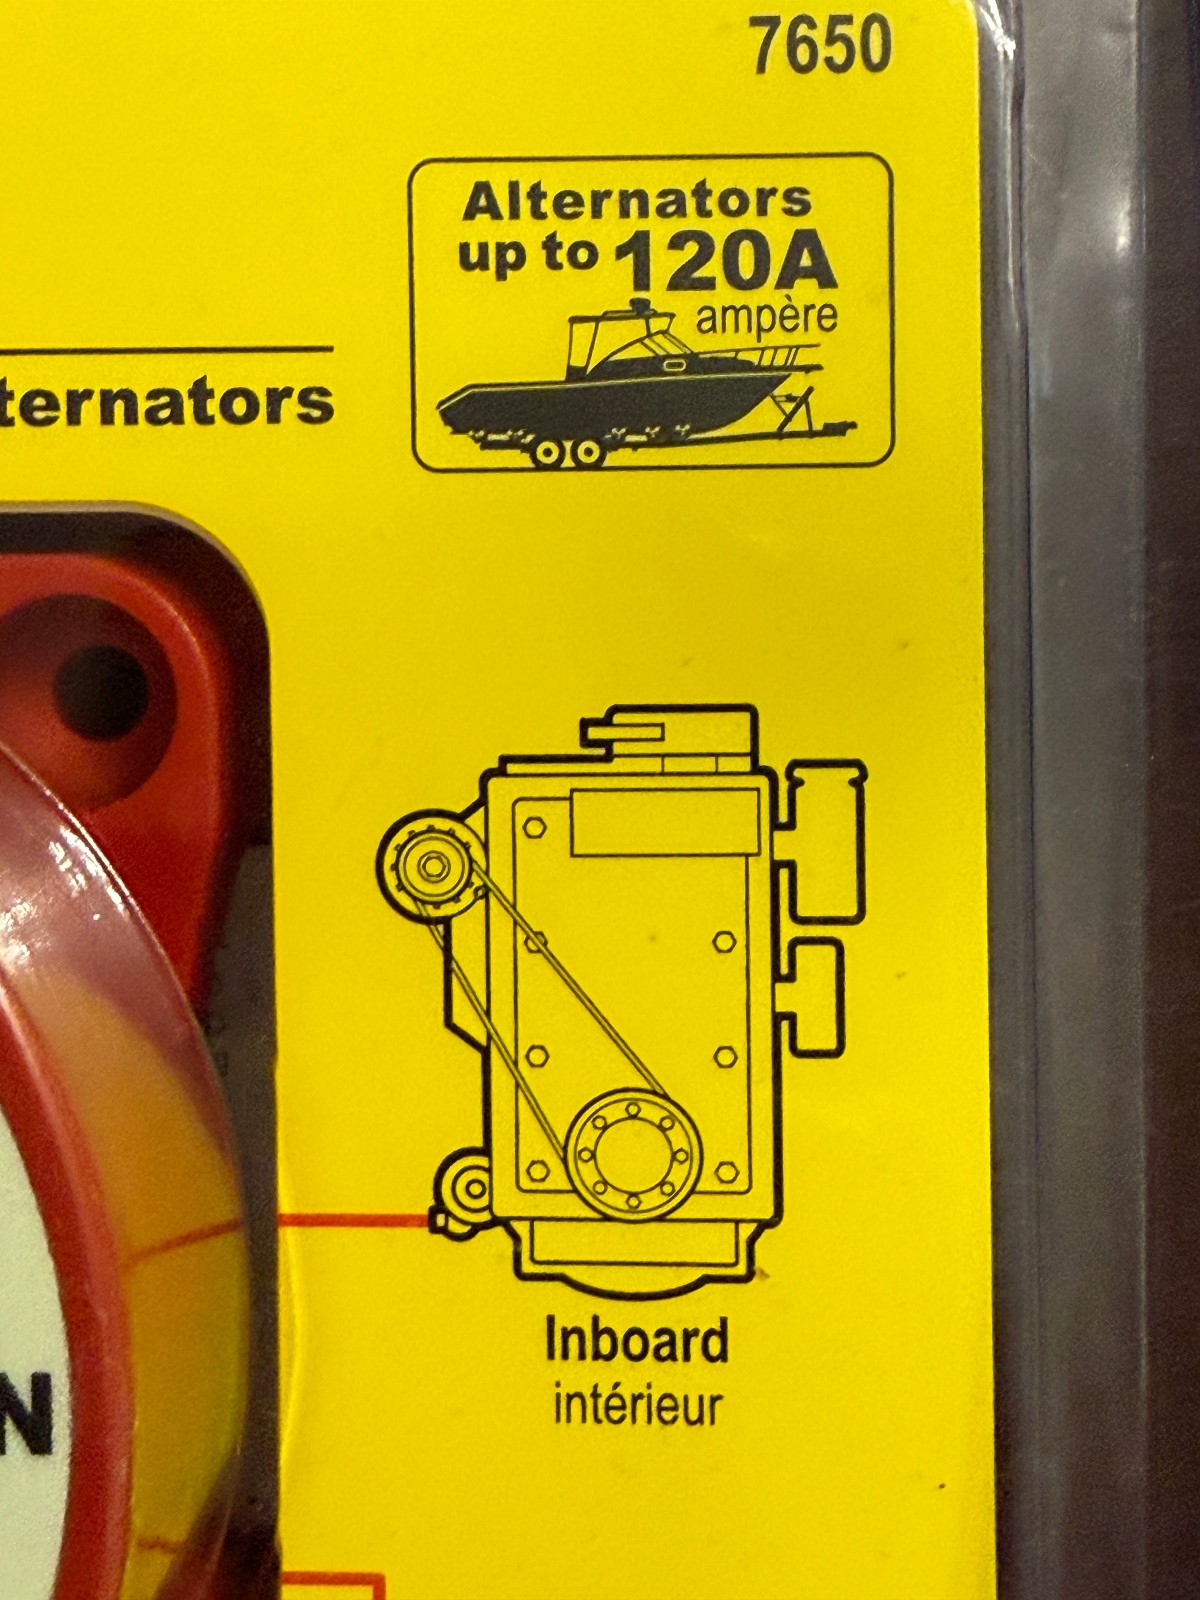 7650
Alternators
up to 120A
ampère
ternators
Inboard
intérieur
N